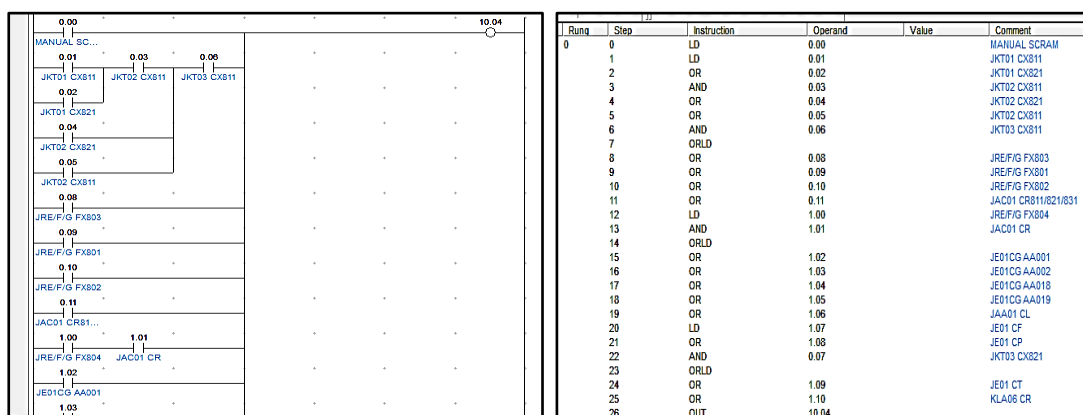 0.00 10.04
MANUAL SC...
0.01 0.03 0.06
JKT01 CX811 JKT02 CX811 JKT03 CX811
0.02
JKT01 CX821
0.04
JKT02 CX821
0.05
JKT02 CX811
0.08
JRE/F/G FX803
0.09
JRE/F/G FX801
0.10
JRE/F/G FX802
0.11
JAC01 CR81...
1.00 1.01
JRE/F/G FX804 JAC01 CR
1.02
JE01CG AA001
1.03
Rung Step Instruction Operand Value Comment
0 0 LD 0.00 MANUAL SCRAM
1 LD 0.01 JKT01 CX811
2 OR 0.02 JKT01 CX821
3 AND 0.03 JKT02 CX811
4 OR 0.04 JKT02 CX821
5 OR 0.05 JKT02 CX811
6 AND 0.06 JKT03 CX811
7 ORLD
8 OR 0.08 JRE/F/G FX803
9 OR 0.09 JRE/F/G FX801
10 OR 0.10 JRE/F/G FX802
11 OR 0.11 JAC01 CR811/821/831
12 LD 1.00 JRE/F/G FX804
13 AND 1.01 JAC01 CR
14 ORLD
15 OR 1.02 JE01CG AA001
16 OR 1.03 JE01CG AA002
17 OR 1.04 JE01CG AA018
18 OR 1.05 JE01CG AA019
19 OR 1.06 JAA01 CL
20 LD 1.07 JE01 CF
21 OR 1.08 JE01 CP
22 AND 0.07 JKT03 CX821
23 ORLD
24 OR 1.09 JE01 CT
25 OR 1.10 KLA06 CR
26 OUT 10.04